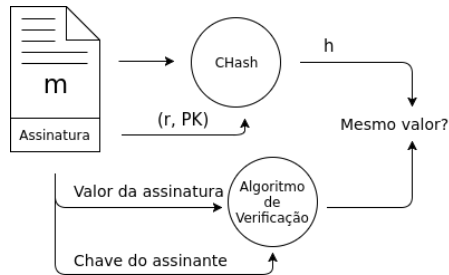 m
Assinatura
CHash
(r, PK)
h
Mesmo valor?
Valor da assinatura
Algoritmo
de
Verificação
Chave do assinante